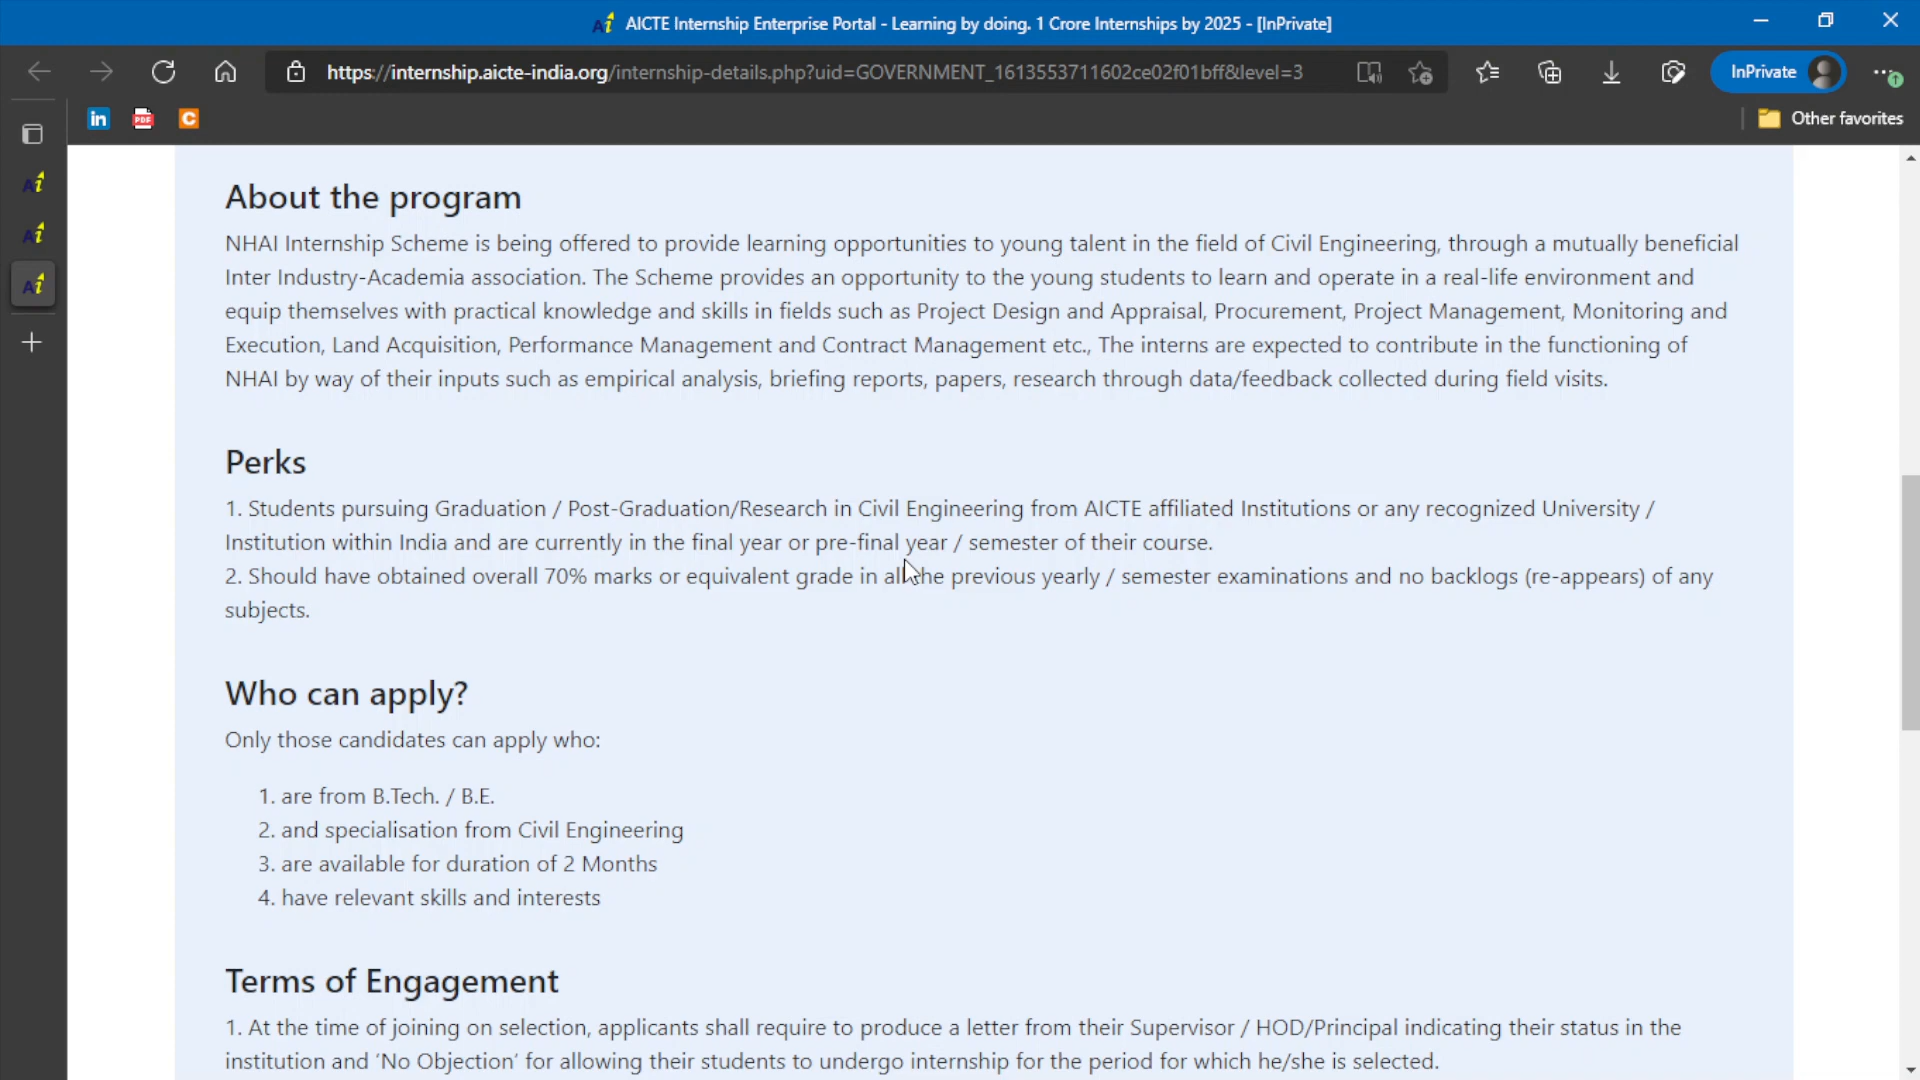 AICTE Internship Enterprise Portal - Learning by doing. 1 Crore Internships by 2025 - [InPrivate]
https://internship.aicte-india.org/internship-details.php?uid=GOVERNMENT_1613553711602ce02f01bff&level=3
InPrivate
in
PDF
C
Other favorites
About the program
NHAI Internship Scheme is being offered to provide learning opportunities to young talent in the field of Civil Engineering, through a mutually beneficial
Inter Industry-Academia association. The Scheme provides an opportunity to the young students to learn and operate in a real-life environment and
equip themselves with practical knowledge and skills in fields such as Project Design and Appraisal, Procurement, Project Management, Monitoring and
Execution, Land Acquisition, Performance Management and Contract Management etc., The interns are expected to contribute in the functioning of
NHAI by way of their inputs such as empirical analysis, briefing reports, papers, research through data/feedback collected during field visits.
Perks
1. Students pursuing Graduation / Post-Graduation/Research in Civil Engineering from AICTE affiliated Institutions or any recognized University /
Institution within India and are currently in the final year or pre-final year / semester of their course.
2. Should have obtained overall 70% marks or equivalent grade in all the previous yearly / semester examinations and no backlogs (re-appears) of any
subjects.
Who can apply?
Only those candidates can apply who:
1. are from B.Tech. / B.E.
2. and specialisation from Civil Engineering
3. are available for duration of 2 Months
4. have relevant skills and interests
Terms of Engagement
1. At the time of joining on selection, applicants shall require to produce a letter from their Supervisor / HOD/Principal indicating their status in the
institution and 'No Objection' for allowing their students to undergo internship for the period for which he/she is selected.